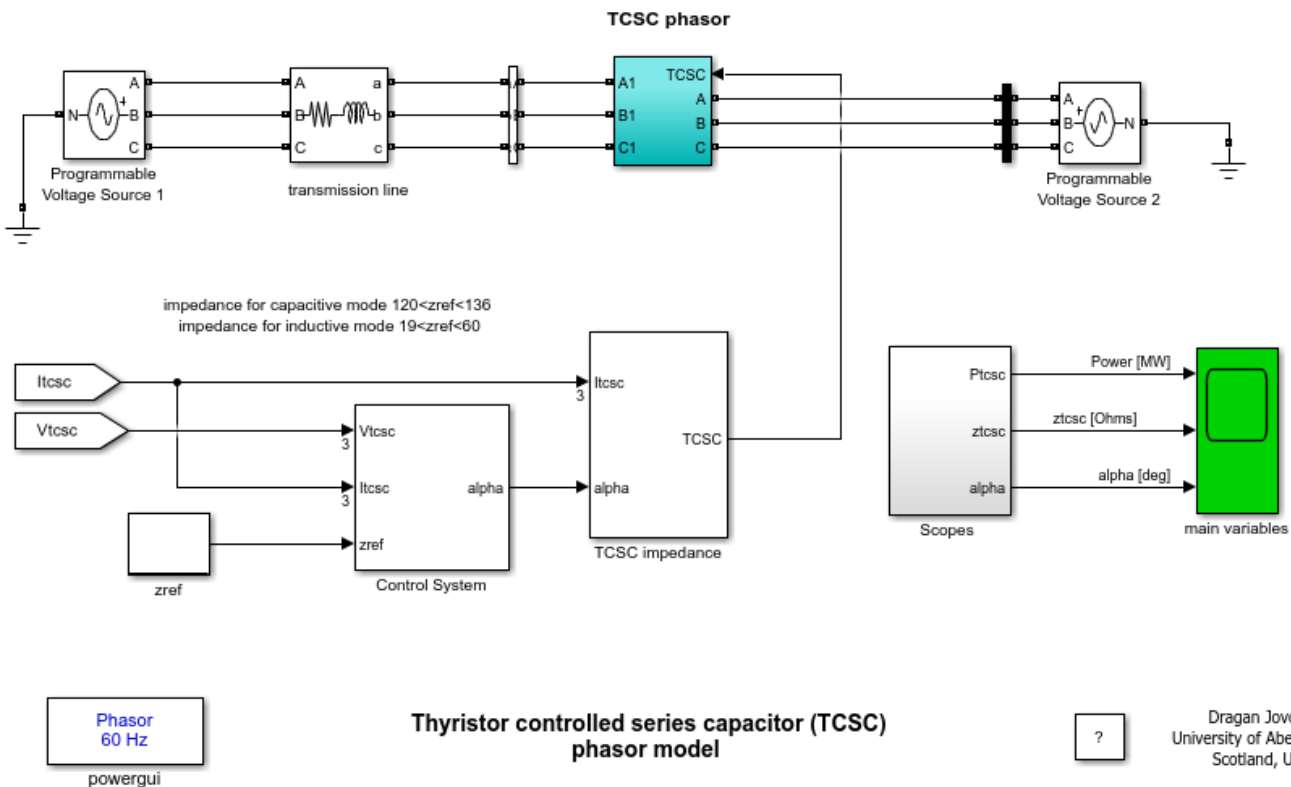 TCSC phasor
N
+
A
B
C
Programmable
Voltage Source 1
A
B
C
a
b
c
transmission line
A1
B1
C1
TCSC
A
B
C
A
B
C
+
N
Programmable
Voltage Source 2
impedance for capacitive mode 120<zref<136
impedance for inductive mode 19<zref<60
Itcsc
Vtcsc
zref
Vtcsc
3
Itcsc
3
zref
alpha
Control System
Itcsc
3
alpha
TCSC
TCSC impedance
Ptcsc
ztcsc
alpha
Scopes
Power [MW]
ztcsc [Ohms]
alpha [deg]
main variables
Phasor
60 Hz
powergui
Thyristor controlled series capacitor (TCSC)
phasor model
?
Dragan
University of
Scotland,